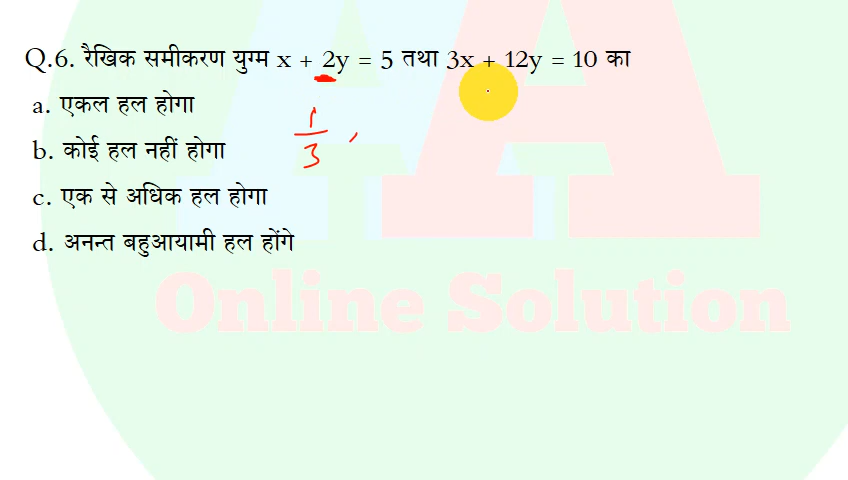 Q.6. रैखिक समीकरण युग्म x + 2y = 5 तथा 3x + 12y = 10 का
a. एकल हल होगा
b. कोई हल नहीं होगा
c. एक से अधिक हल होगा
d. अनन्त बहुआयामी हल होंगे
1
3 ,
AA
Online Solution